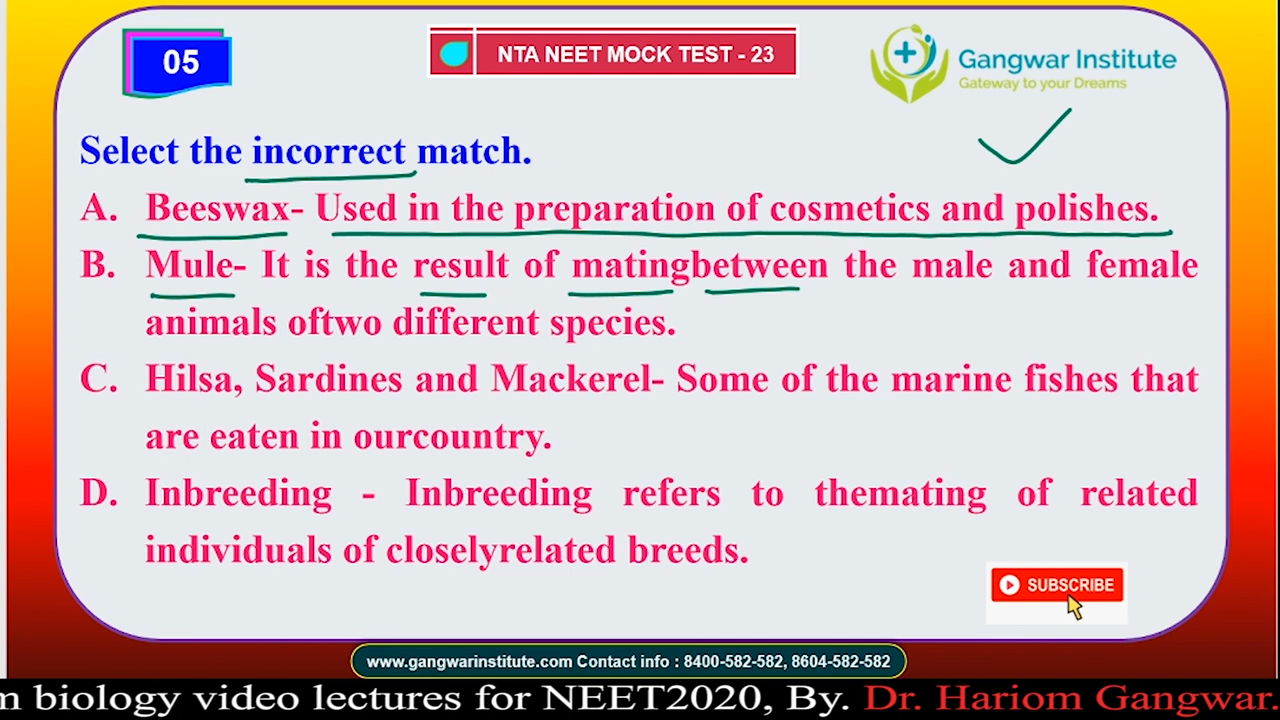 05
NTA NEET MOCK TEST - 23
Gangwar Institute
Gateway to your Dreams
Select the incorrect match.
A. Beeswax- Used in the preparation of cosmetics and polishes.
B. Mule- It is the result of matingbetween the male and female
animals oftwo different species.
C. Hilsa, Sardines and Mackerel- Some of the marine fishes that
are eaten in ourcountry.
D. Inbreeding - Inbreeding refers to themating of related
individuals of closelyrelated breeds.
SUBSCRIBE
www.gangwarinstitute.com Contact info : 8400-582-582, 8604-582-582
m biology video lectures for NEET2020, By. Dr. Hariom Gangwar.